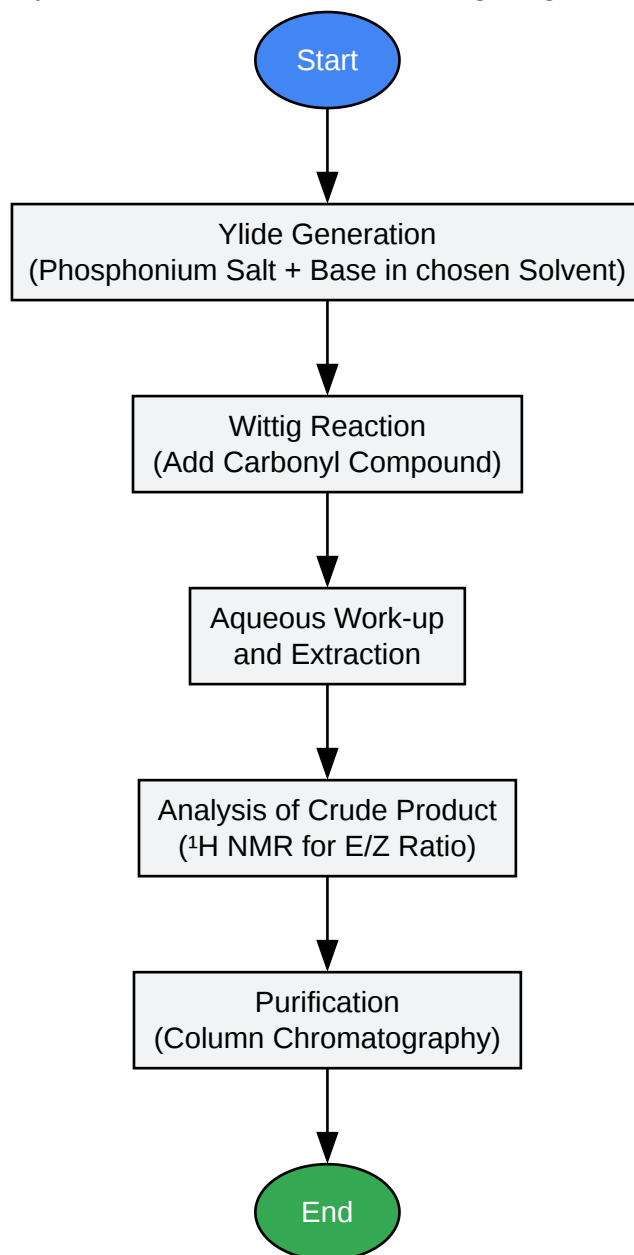 Start
Ylide Generation
(Phosphonium Salt + Base in chosen Solvent)
Wittig Reaction
(Add Carbonyl Compound)
Aqueous Work-up
and Extraction
Analysis of Crude Product
(¹H NMR for E/Z Ratio)
Purification
(Column Chromatography)
End